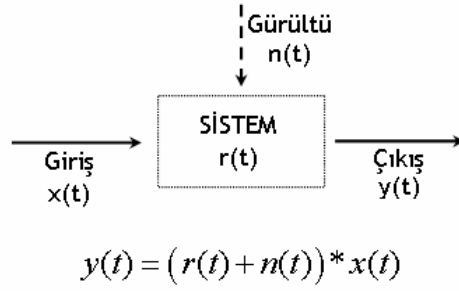 Gürültü
n(t)
SİSTEM
r(t)
Giriş
x(t)
Çıkış
y(t)
y(t) = (r(t) + n(t)) * x(t)